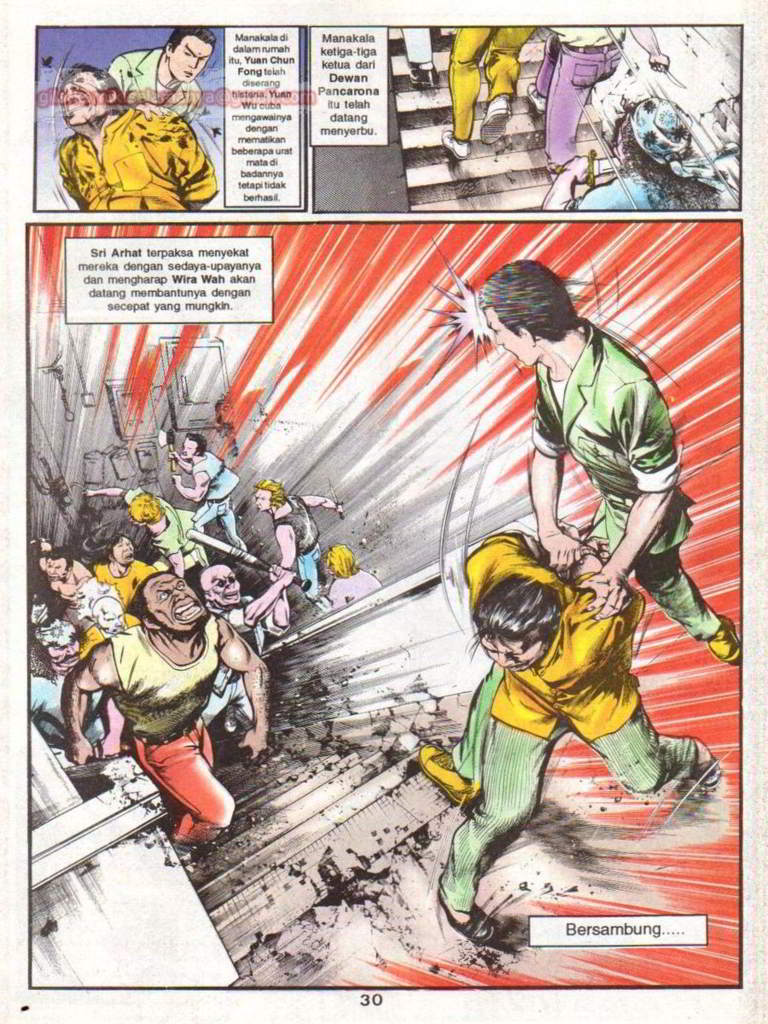 Manakala di
dalam rumah
itu, Yuan Chun
Fong telah
diserang
histeria. Yuan
Wu cuba
mengawainya
dengan
mematikan
beberapa urat
mata di
badannya
tetapi tidak
berhasil.
Manakala
ketiga-tiga
ketua dari
Dewan
Pancarona
itu telah
datang
menyerbu.
Sri Arhat terpaksa menyekat
mereka dengan sedaya-upayanya
dan mengharap Wira Wah akan
datang membantunya dengan
secepat yang mungkin.
Bersambung.....
30